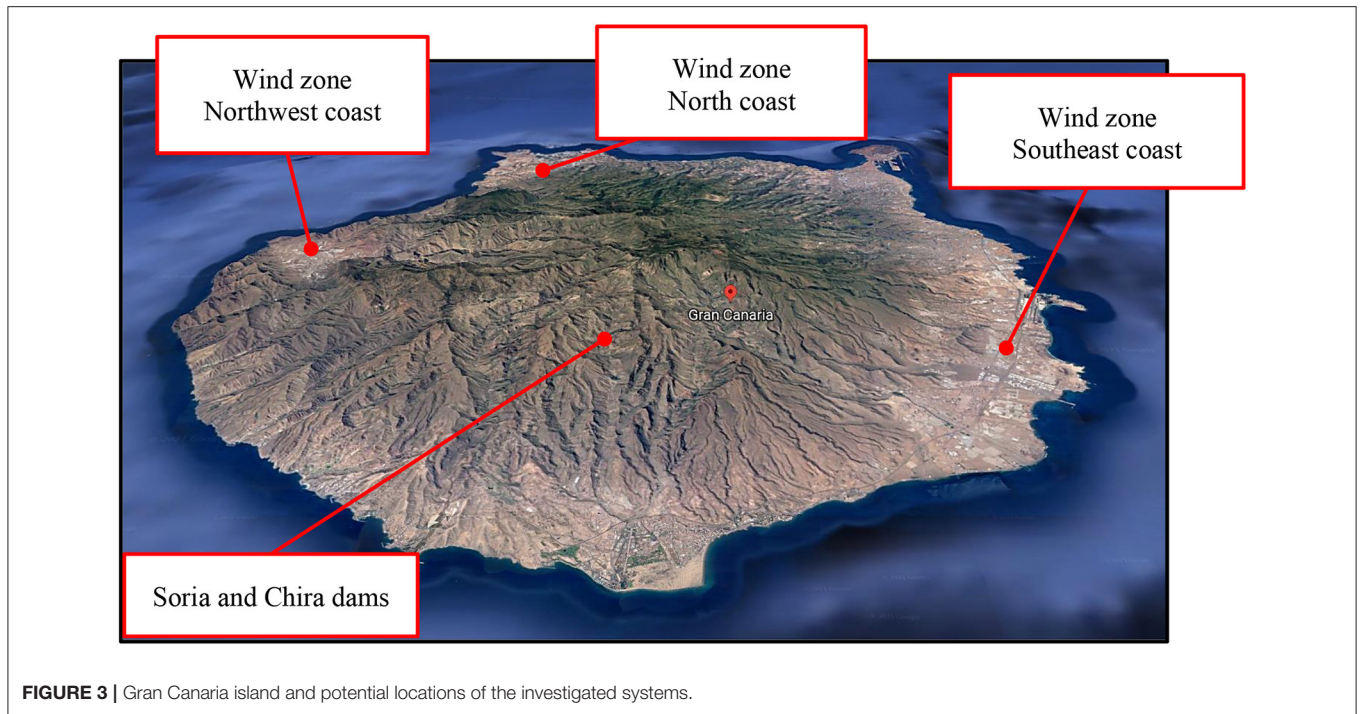 Wind zone
Northwest coast
Wind zone
North coast
Wind zone
Southeast coast
Gran Canaria
Soria and Chira dams
FIGURE 3 | Gran Canaria island and potential locations of the investigated systems.